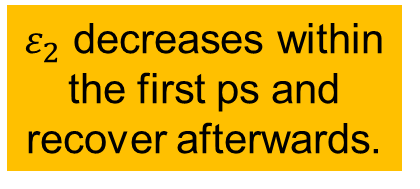 𝜀₂ decreases within
the first ps and
recover afterwards.